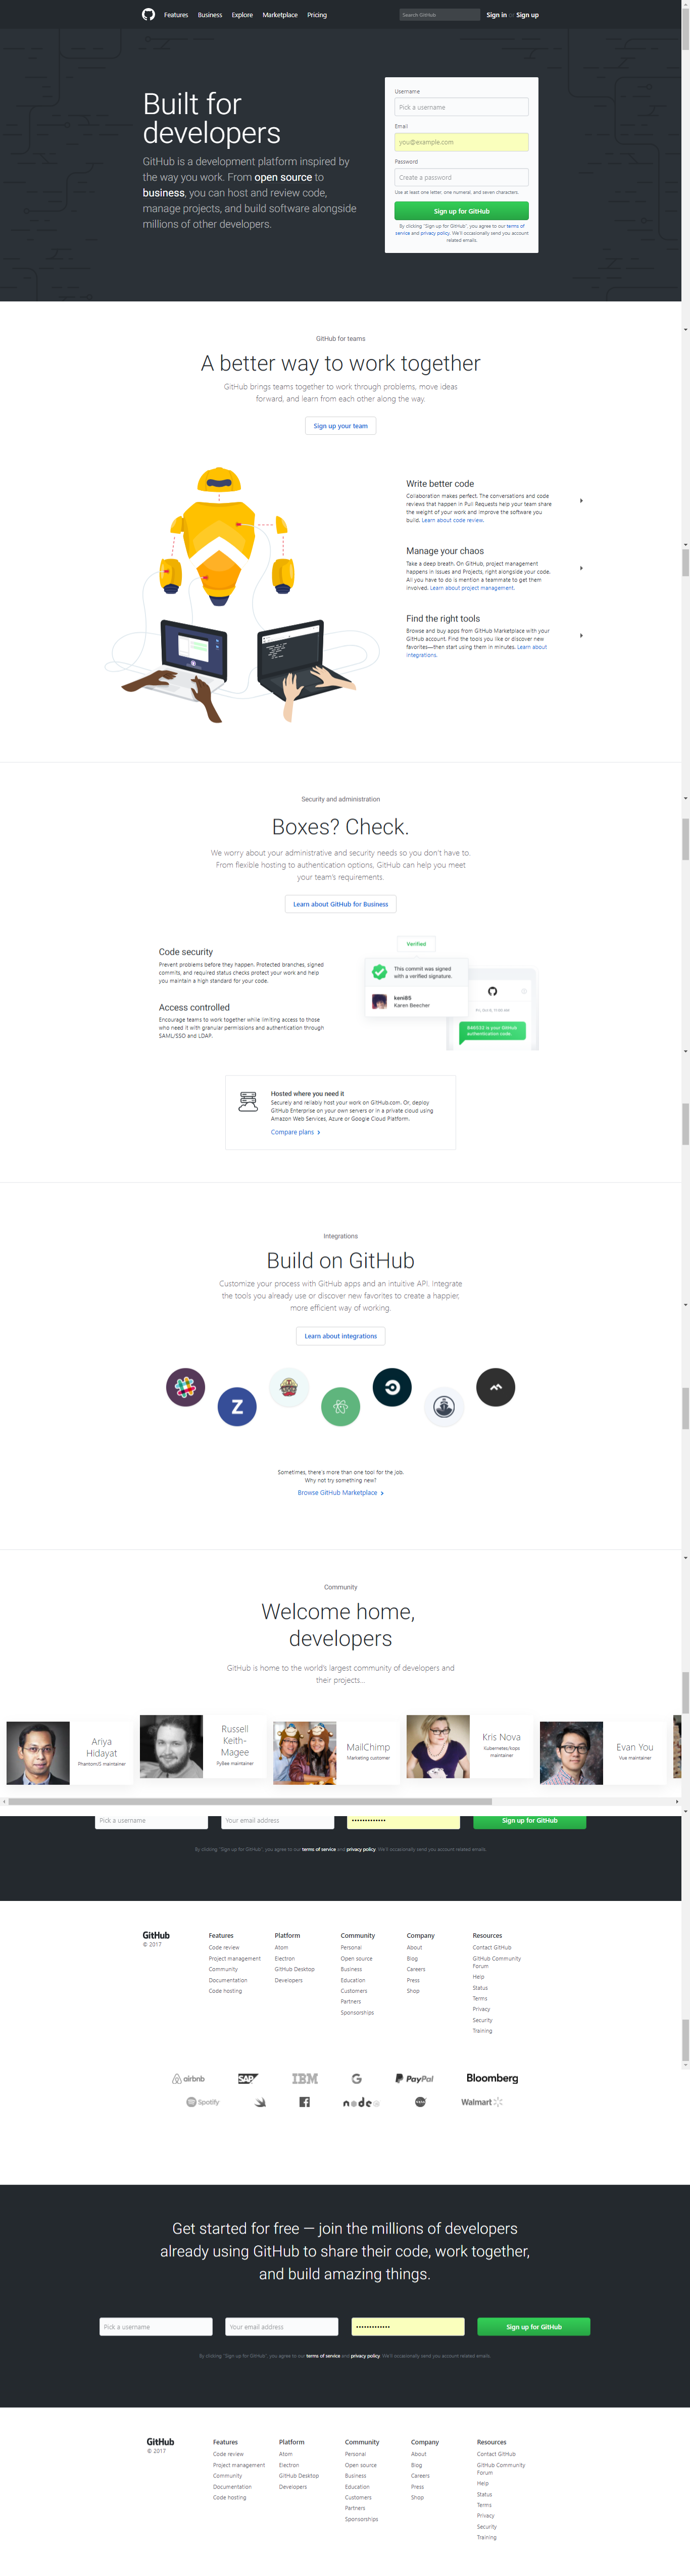 Features Business Explore Marketplace Pricing Search GitHub Sign in or Sign up
Built for
developers
GitHub is a development platform inspired by
the way you work. From open source to
business, you can host and review code,
manage projects, and build software alongside
millions of other developers.
Username
Pick a username
Email
you@example.com
Password
Create a password
Use at least one letter, one numeral, and seven characters.
Sign up for GitHub
By clicking "Sign up for GitHub", you agree to our terms of
service and privacy policy. We'll occasionally send you account
related emails.
GitHub for teams
A better way to work together
GitHub brings teams together to work through problems, move ideas
forward, and learn from each other along the way.
Sign up your team
Write better code
Collaboration makes perfect. The conversations and code
reviews that happen in Pull Requests help your team share
the weight of your work and improve the software you
build. Learn about code review.
Manage your chaos
Take a deep breath. On GitHub, project management
happens in Issues and Projects, right alongside your code.
All you have to do is mention a teammate to get them
involved. Learn about project management.
Find the right tools
Browse and buy apps from GitHub Marketplace with your
GitHub account. Find the tools you like or discover new
favorites—then start using them in minutes. Learn about
integrations.
Security and administration
Boxes? Check.
We worry about your administrative and security needs so you don't have to.
From flexible hosting to authentication options, GitHub can help you meet
your team's requirements.
Learn about GitHub for Business
Code security
Prevent problems before they happen. Protected branches, signed
commits, and required status checks protect your work and help
you maintain a high standard for your code.
Access controlled
Encourage teams to work together while limiting access to those
who need it with granular permissions and authentication through
SAML/SSO and LDAP.
Verified
This commit was signed
with a verified signature.
keni85
Karen Beecher
is your GitHub
authentication code.
Hosted where you need it
Securely and reliably host your work on GitHub.com. Or, deploy
GitHub Enterprise on your own servers or in a private cloud using
Amazon Web Services, Azure or Google Cloud Platform.
Compare plans
Integrations
Build on GitHub
Customize your process with GitHub apps and an intuitive API. Integrate
the tools you already use or discover new favorites to create a happier,
more efficient way of working.
Learn about integrations
Z
Sometimes, there's more than one tool for the job.
Why not try something new?
Browse GitHub Marketplace
Community
Welcome home,
developers
GitHub is home to the world's largest community of developers and
their projects...
Ariya
Hidayat
PhantomJS maintainer
Russell
Keith-
Magee
PyBee maintainer
MailChimp
Marketing customer
Kris Nova
Kubernetes/kops
maintainer
Evan You
Vue maintainer
Pick a username Your email address ••••••••••••• Sign up for GitHub
By clicking "Sign up for GitHub", you agree to our terms of service and privacy policy. We'll occasionally send you account related emails.
GitHub
© 2017
Features
Code review
Project management
Community
Documentation
Code hosting
Platform
Atom
Electron
GitHub Desktop
Developers
Community
Personal
Open source
Business
Education
Customers
Partners
Sponsorships
Company
About
Blog
Careers
Press
Shop
Resources
Contact GitHub
GitHub Community
Forum
Help
Status
Terms
Privacy
Security
Training
airbnb SAP IBM G PayPal Bloomberg
Spotify node Walmart
Get started for free — join the millions of developers
already using GitHub to share their code, work together,
and build amazing things.
Pick a username Your email address ••••••••••••• Sign up for GitHub
By clicking "Sign up for GitHub", you agree to our terms of service and privacy policy. We'll occasionally send you account related emails.
GitHub
© 2017
Features
Code review
Project management
Community
Documentation
Code hosting
Platform
Atom
Electron
GitHub Desktop
Developers
Community
Personal
Open source
Business
Education
Customers
Partners
Sponsorships
Company
About
Blog
Careers
Press
Shop
Resources
Contact GitHub
GitHub Community
Forum
Help
Status
Terms
Privacy
Security
Training